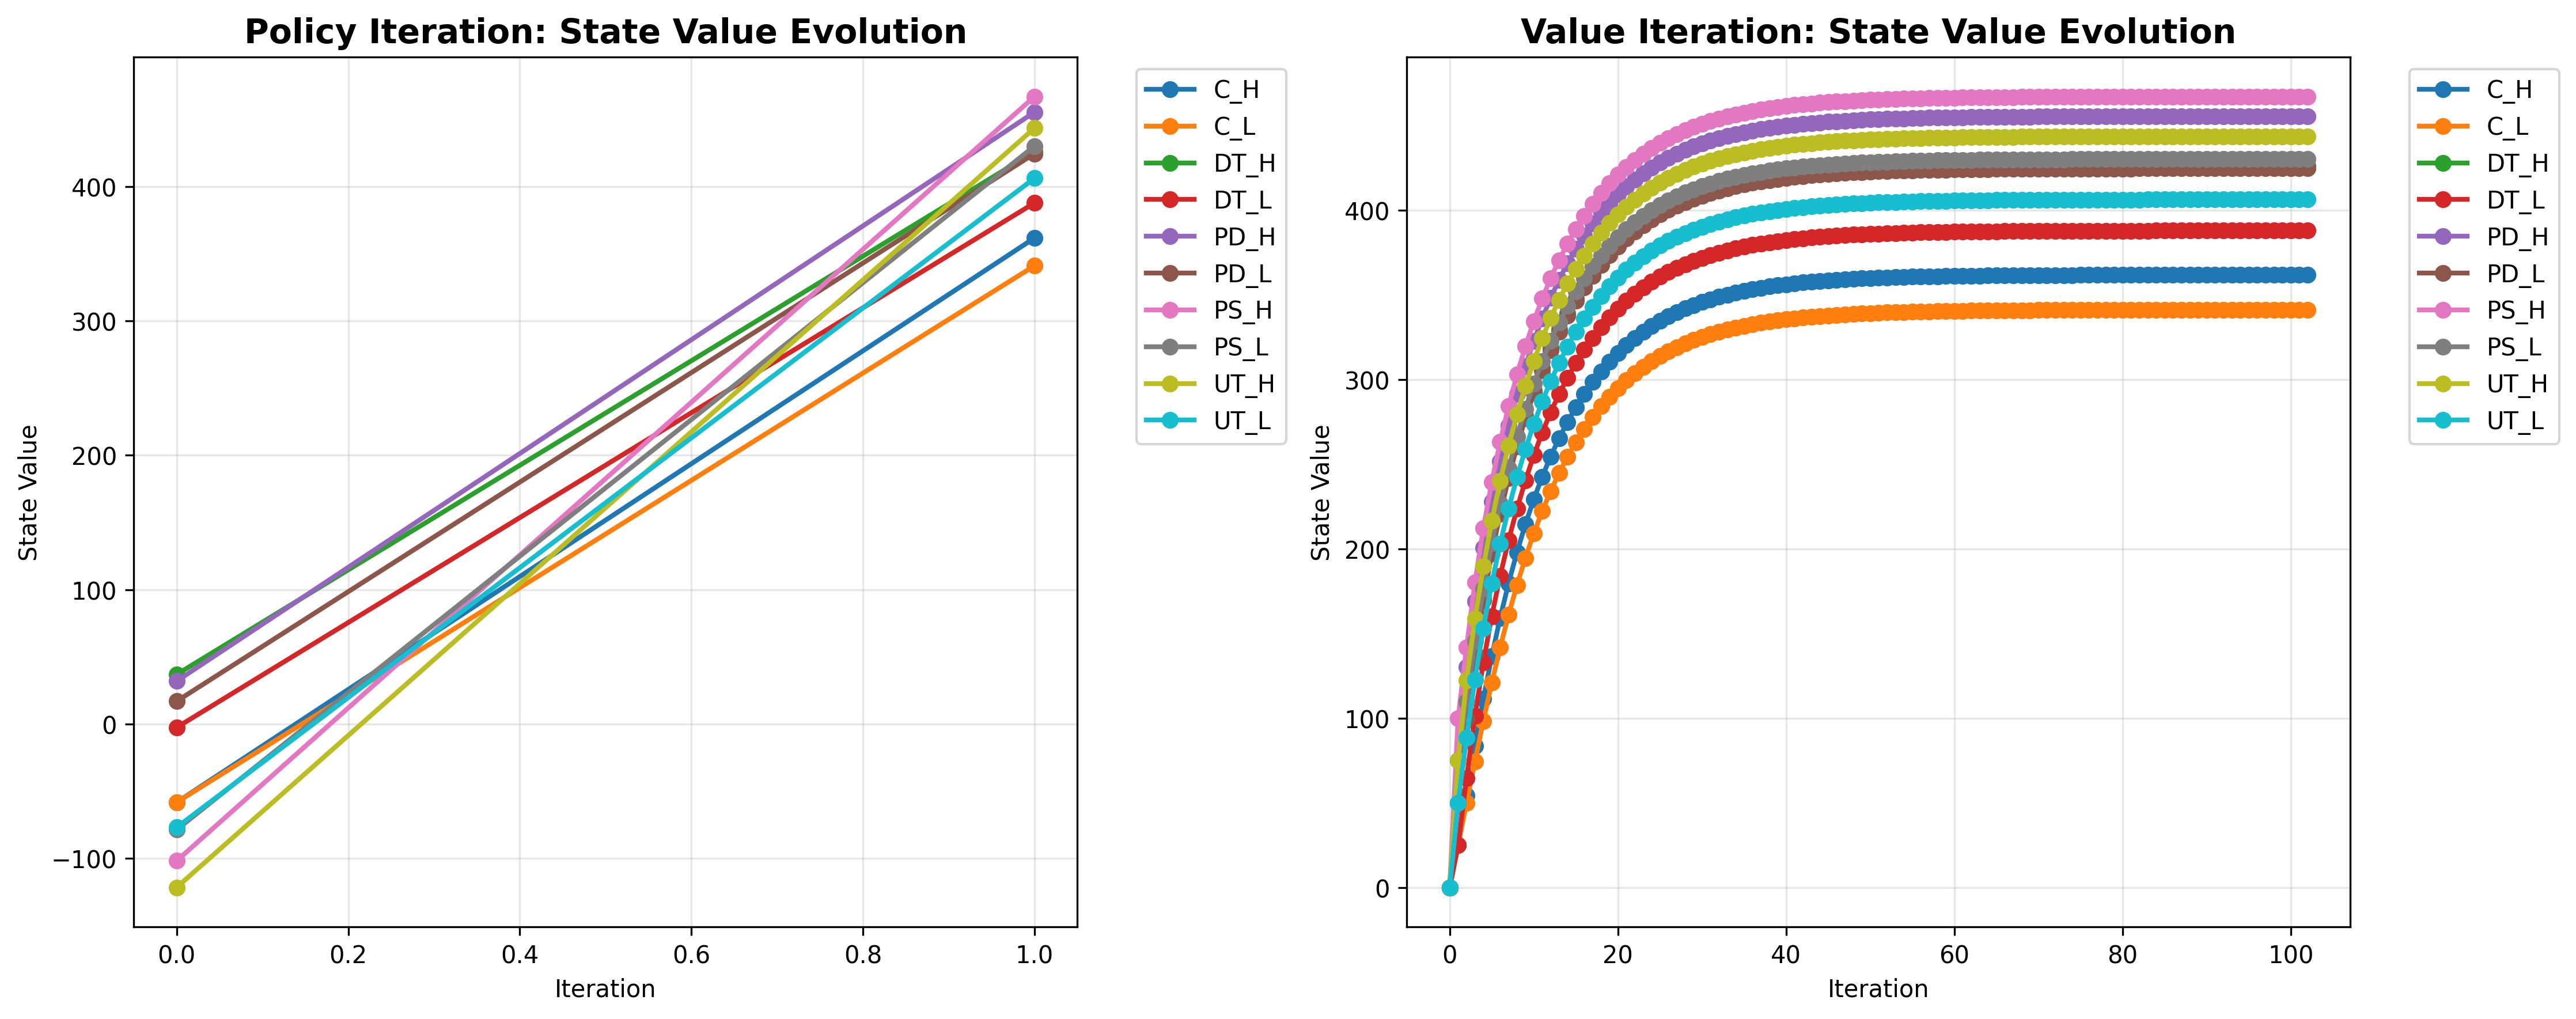 Policy Iteration: State Value Evolution
State Value
400
300
200
100
0
−100
0.0 0.2 0.4 0.6 0.8 1.0
Iteration
C_H
C_L
DT_H
DT_L
PD_H
PD_L
PS_H
PS_L
UT_H
UT_L
Value Iteration: State Value Evolution
State Value
400
300
200
100
0
0 20 40 60 80 100
Iteration
C_H
C_L
DT_H
DT_L
PD_H
PD_L
PS_H
PS_L
UT_H
UT_L